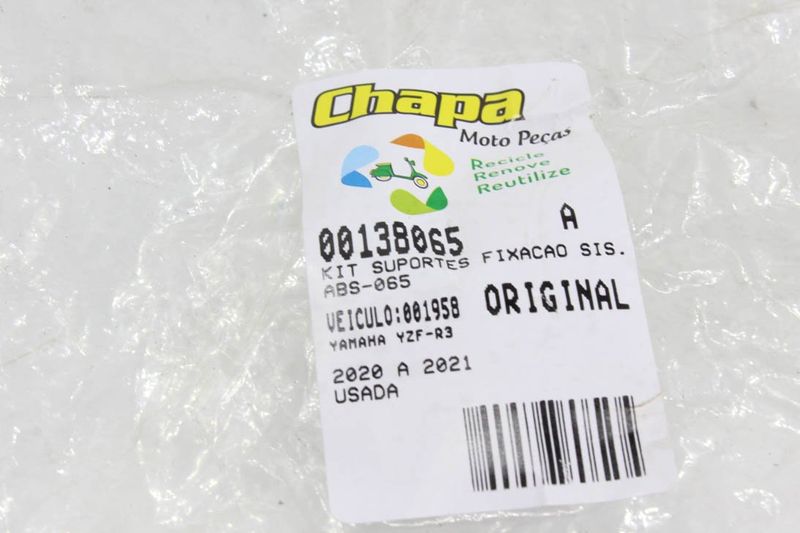 Chapa
Moto Peças
Recicle
Renove
Reutilize
A
00138065
KIT SUPORTES FIXACAO SIS.
ABS-065
VEICULO:001958 ORIGINAL
YAMAHA YZF-R3
2020 A 2021
USADA